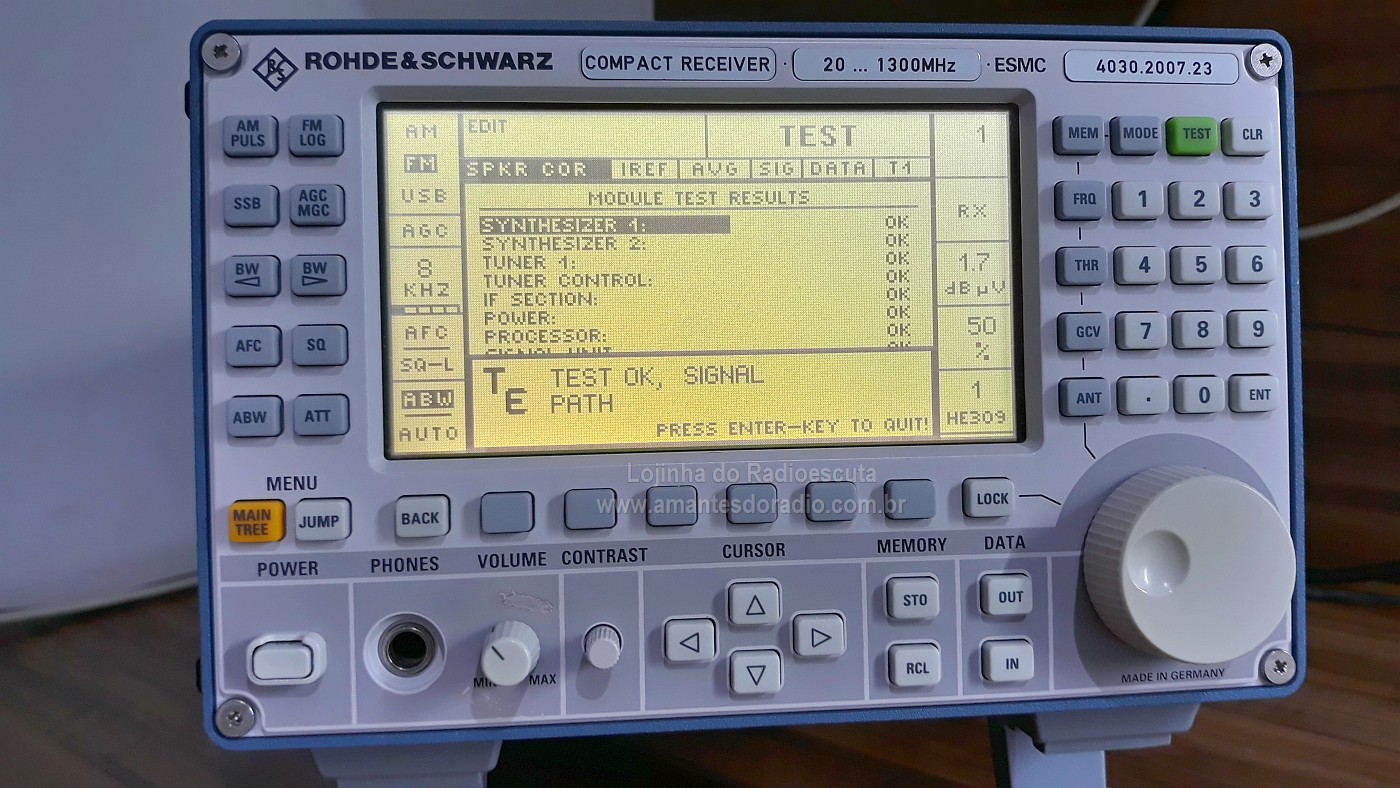 ROHDE & SCHWARZ
COMPACT RECEIVER · 20 ... 1300MHz · ESMC 4030.2007.23
AM PULS
FM LOG
SSB
AGC MGC
BW
BW
AFC
SQ
ABW
ATT
AM
FM
USB
AGC
8
KHZ
AFC
SQ-L
ABW
AUTO
EDIT
TEST
SPKR COR IREF AVG SIG DATA T1
MODULE TEST RESULTS
SYNTHESIZER 1: OK
SYNTHESIZER 2: OK
TUNER 1: OK
TUNER CONTROL: OK
IF SECTION: OK
POWER: OK
PROCESSOR: OK
TE TEST OK, SIGNAL
PATH
PRESS ENTER-KEY TO QUIT!
1
RX
1.7
dBµV
50
%
1
HE309
MEM MODE TEST CLR
FRQ 1 2 3
THR 4 5 6
GCV 7 8 9
ANT . 0 ENT
Lojinha do Radioescuta
www.amantesdoradio.com.br
MENU
MAIN TREE
JUMP
BACK
LOCK
POWER
PHONES
VOLUME
CONTRAST
CURSOR
MEMORY
DATA
STO
OUT
RCL
IN
MIN MAX
MADE IN GERMANY